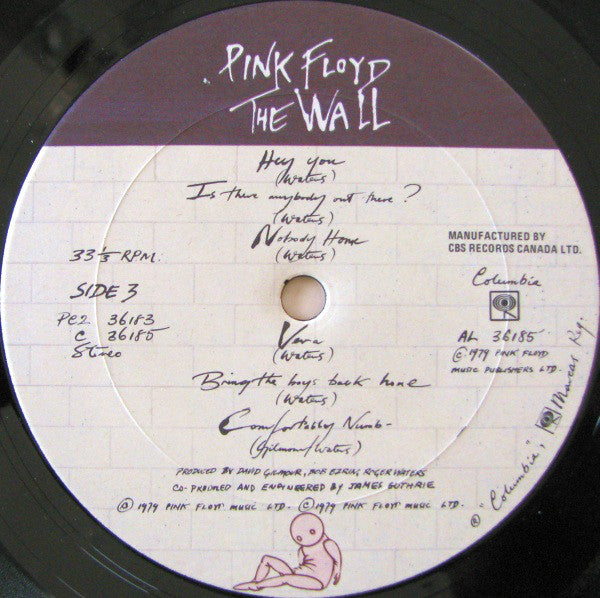 PINK FLOYD
THE WALL
Hey you
(Waters)
Is there anybody out there?
(Waters)
Nobody Home
(Waters)
33 1/3 RPM.
SIDE 3
PC2 36183
C 36185
Stereo
MANUFACTURED BY
CBS RECORDS CANADA LTD.
Columbia
AL 36185
© 1979 PINK FLOYD
MUSIC PUBLISHERS LTD.
Vera
(Waters)
Bring the boys back home
(Waters)
Comfortably Numb
(Gilmour/Waters)
PRODUCED BY DAVID GILMOUR, BOB EZRIN, ROGER WATERS
CO-PRODUCED AND ENGINEERED BY JAMES GUTHRIE
Ⓟ 1979 PINK FLOYD MUSIC LTD. © 1979 PINK FLOYD MUSIC LTD.
® "Columbia", Marcas Reg.